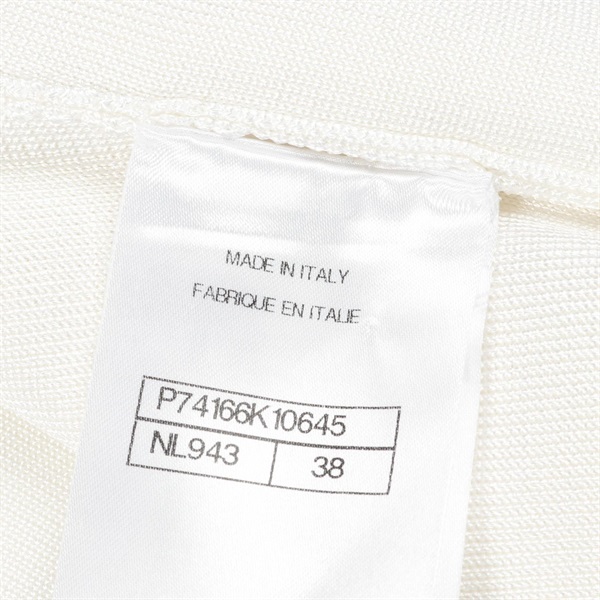 MADE IN ITALY
FABRIQUE EN ITALIE
P74166K10645
NL943 38